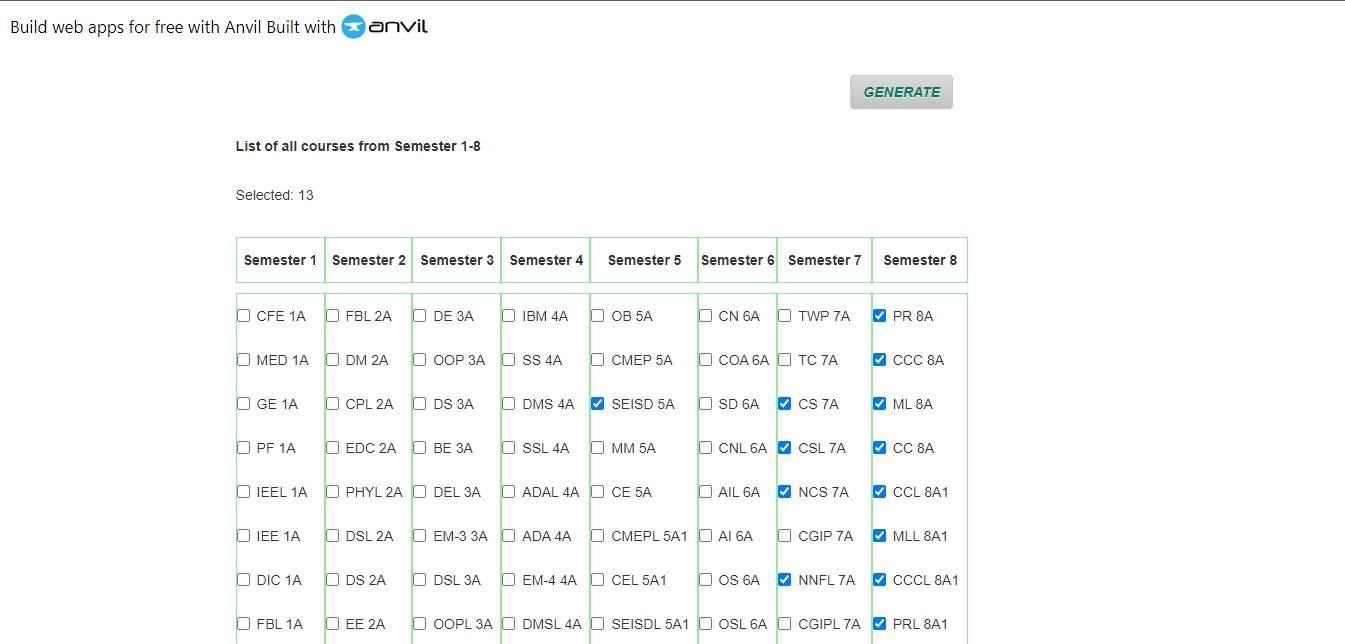 Build web apps for free with Anvil Built with anvil
GENERATE
List of all courses from Semester 1-8
Selected: 13
Semester 1 Semester 2 Semester 3 Semester 4 Semester 5 Semester 6 Semester 7 Semester 8
CFE 1A FBL 2A DE 3A IBM 4A OB 5A CN 6A TWP 7A PR 8A
MED 1A DM 2A OOP 3A SS 4A CMEP 5A COA 6A TC 7A CCC 8A
GE 1A CPL 2A DS 3A DMS 4A SEISD 5A SD 6A CS 7A ML 8A
PF 1A EDC 2A BE 3A SSL 4A MM 5A CNL 6A CSL 7A CC 8A
IEEL 1A PHYL 2A DEL 3A ADAL 4A CE 5A AIL 6A NCS 7A CCL 8A1
IEE 1A DSL 2A EM-3 3A ADA 4A CMEPL 5A1 AI 6A CGIP 7A MLL 8A1
DIC 1A DS 2A DSL 3A EM-4 4A CEL 5A1 OS 6A NNFL 7A CCCL 8A1
FBL 1A EE 2A OOPL 3A DMSL 4A SEISDL 5A1 OSL 6A CGIPL 7A PRL 8A1